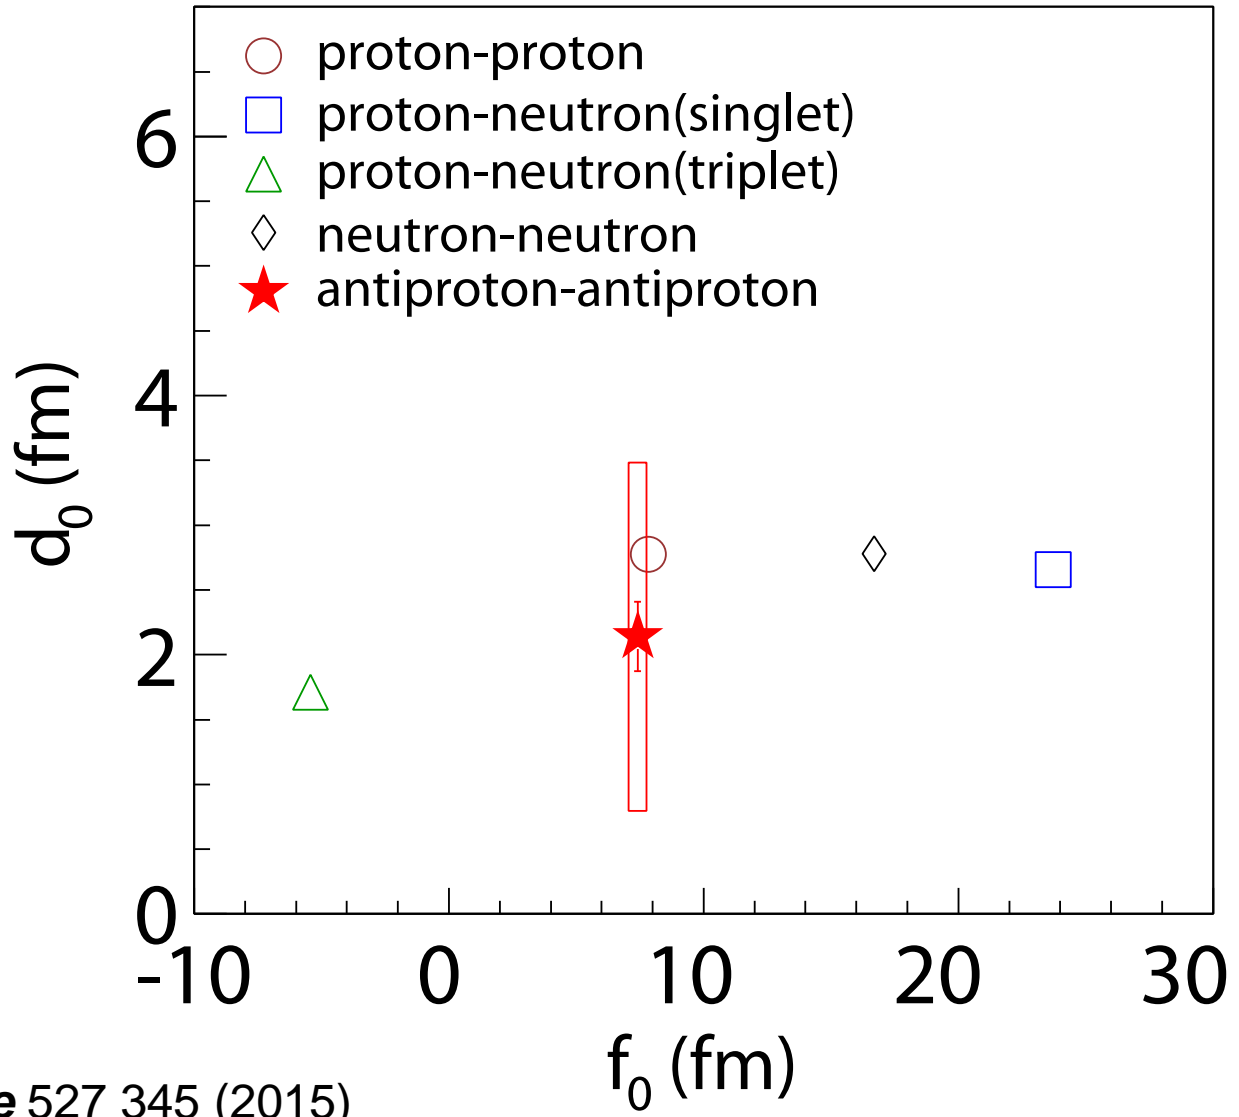 proton-proton
proton-neutron(singlet)
proton-neutron(triplet)
neutron-neutron
antiproton-antiproton
6
4
2
0
d0 (fm)
-10 0 10 20 30
f0 (fm)
e 527 345 (2015)